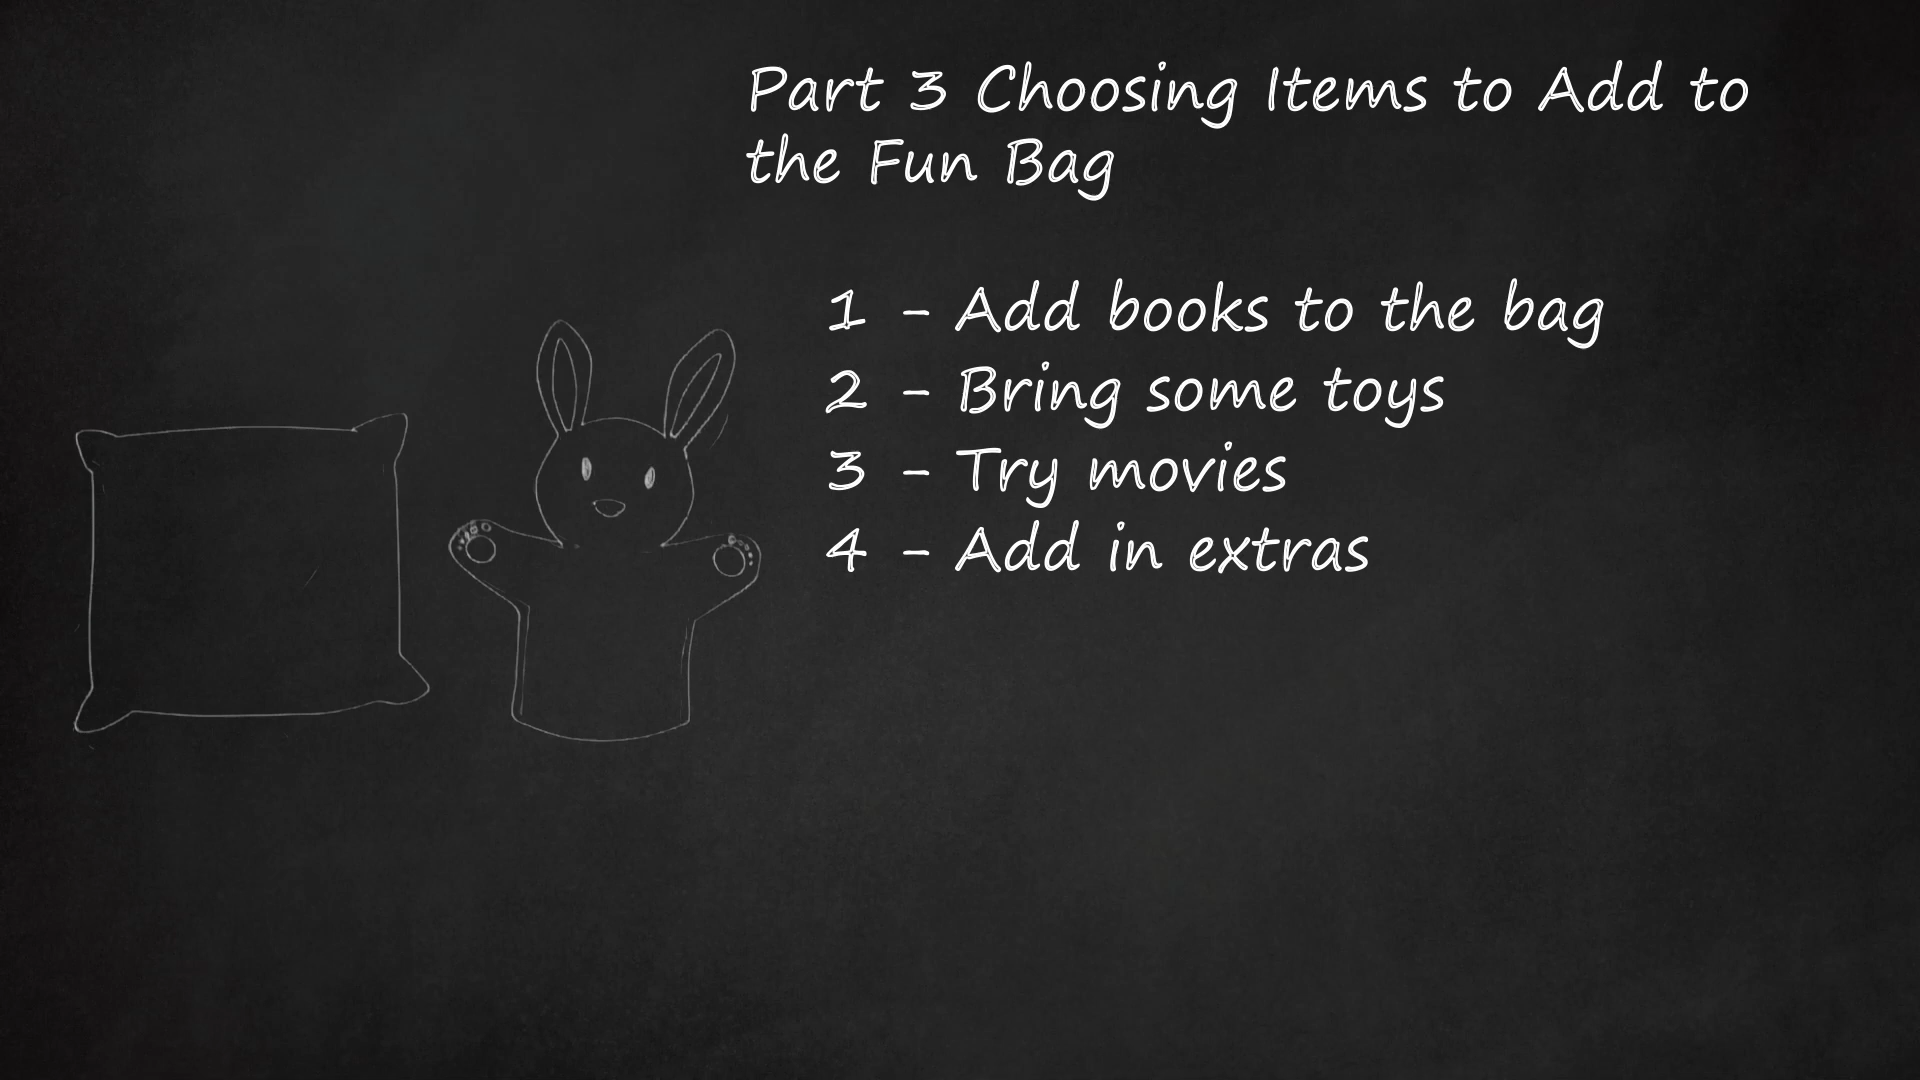 Part 3 Choosing Items to Add to
the Fun Bag
1 - Add books to the bag
2 - Bring some toys
3 - Try movies
4 - Add in extras